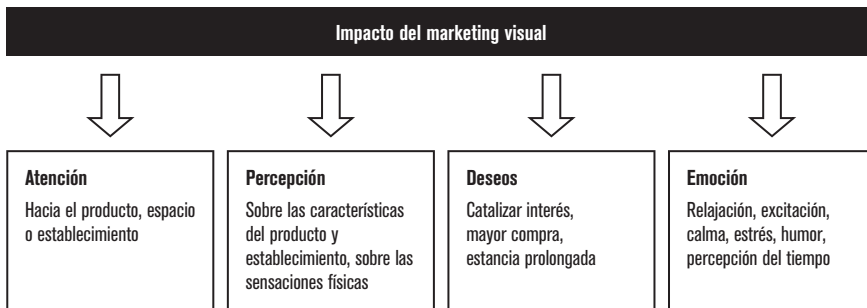 Impacto del marketing visual
Atención
Hacia el producto, espacio
o establecimiento
Percepción
Sobre las características
del producto y
establecimiento, sobre las
sensaciones físicas
Deseos
Catalizar interés,
mayor compra,
estancia prolongada
Emoción
Relajación, excitación,
calma, estrés, humor,
percepción del tiempo